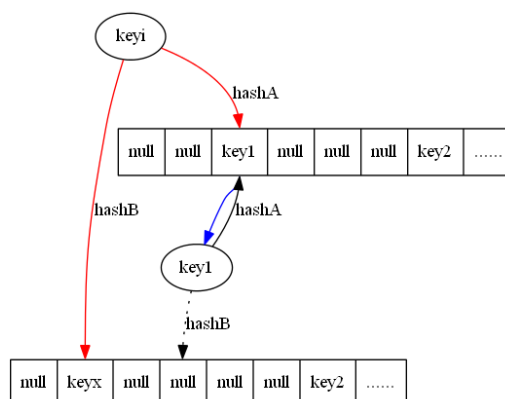 keyi
hashA
null null key1 null null null key2 ......
hashB
hashA
key1
hashB
null keyx null null null null key2 ......